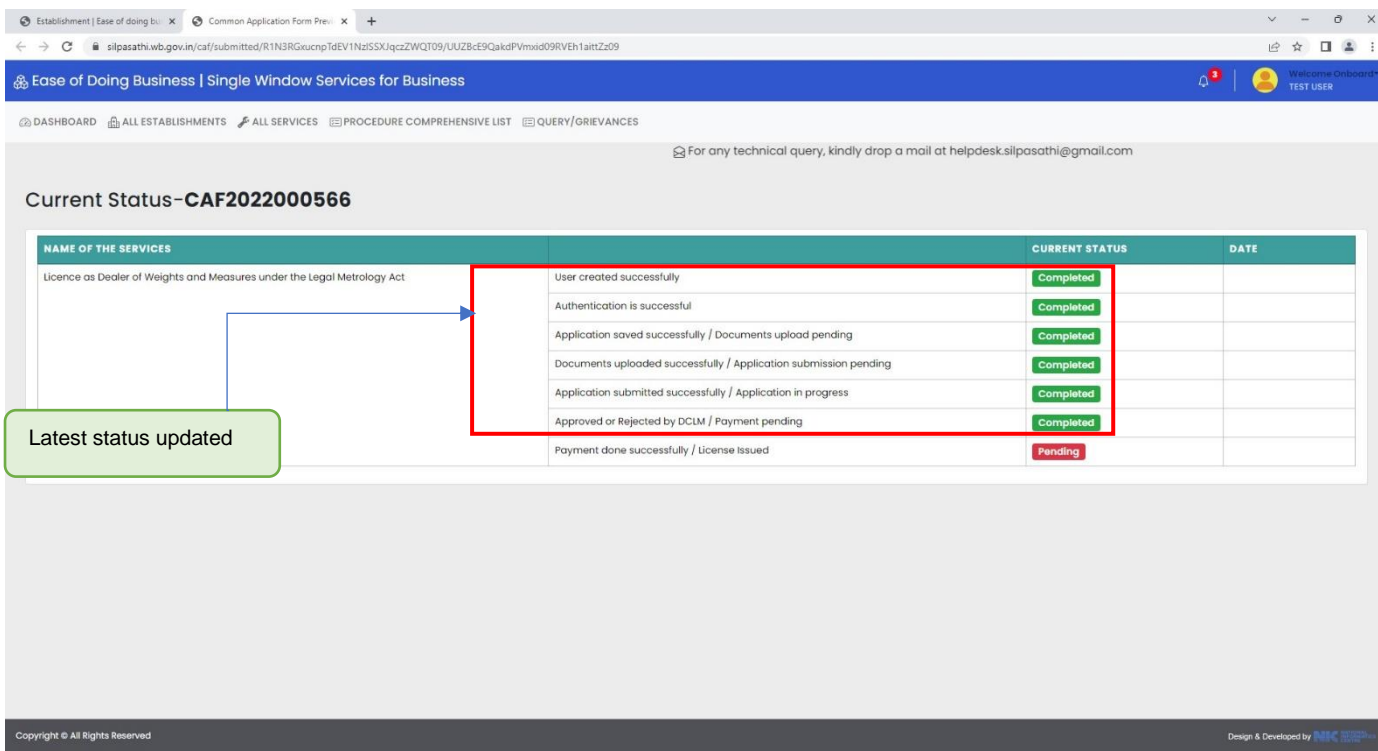 Establishment | Ease of doing bu
Common Application Form Previ
silpasathi.wb.gov.in/caf/submitted/R1N3RGxucnpTdEV1NzlSSXJqczZWQT09/UUZBcE9QakdPVmxid09RVEh1aittZz09
Ease of Doing Business | Single Window Services for Business
3
Welcome Onboard
TEST USER
DASHBOARD ALL ESTABLISHMENTS ALL SERVICES PROCEDURE COMPREHENSIVE LIST QUERY/GRIEVANCES
For any technical query, kindly drop a mail at helpdesk.silpasathi@gmail.com
Current Status-CAF2022000566
NAME OF THE SERVICES CURRENT STATUS DATE
Licence as Dealer of Weights and Measures under the Legal Metrology Act User created successfully Completed
Authentication is successful Completed
Application saved successfully / Documents upload pending Completed
Documents uploaded successfully / Application submission pending Completed
Application submitted successfully / Application in progress Completed
Approved or Rejected by DCLM / Payment pending Completed
Latest status updated
Payment done successfully / License Issued Pending
Copyright © All Rights Reserved
Design & Developed by NIC